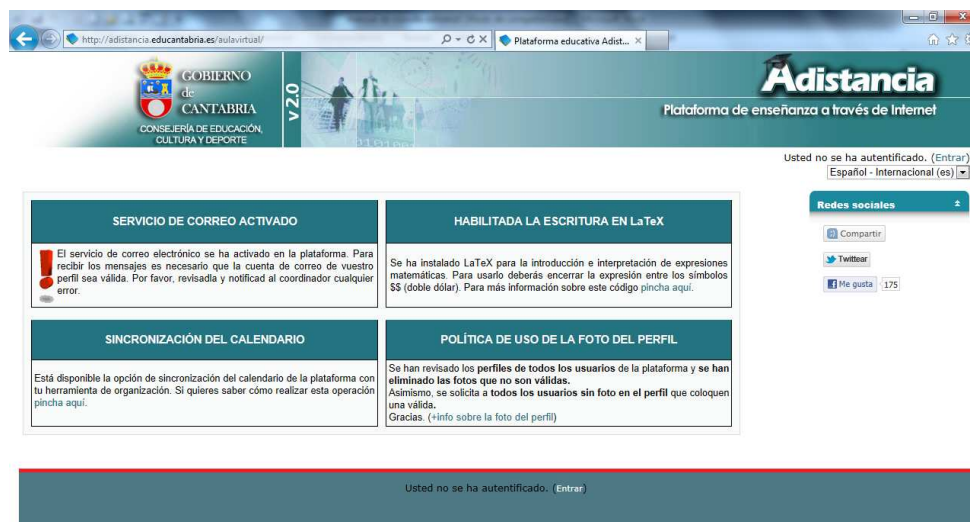 http://adistancia.educantabria.es/aulavirtual/
Plataforma educativa Adist...
GOBIERNO
de
CANTABRIA
CONSEJERÍA DE EDUCACIÓN,
CULTURA Y DEPORTE
v 2.0
Adistancia
Plataforma de enseñanza a través de Internet
Usted no se ha autentificado. (Entrar)
Español - Internacional (es)
SERVICIO DE CORREO ACTIVADO
El servicio de correo electrónico se ha activado en la plataforma. Para
recibir los mensajes es necesario que la cuenta de correo de vuestro
perfil sea válida. Por favor, revisadla y notificad al coordinador cualquier
error.
HABILITADA LA ESCRITURA EN LaTeX
Se ha instalado LaTeX para la introducción e interpretación de expresiones
matemáticas. Para usarlo deberás encerrar la expresión entre los símbolos
$$ (doble dólar). Para más información sobre este código pincha aquí.
SINCRONIZACIÓN DEL CALENDARIO
Está disponible la opción de sincronización del calendario de la plataforma con
tu herramienta de organización. Si quieres saber cómo realizar esta operación
pincha aquí.
POLÍTICA DE USO DE LA FOTO DEL PERFIL
Se han revisado los perfiles de todos los usuarios de la plataforma y se han
eliminado las fotos que no son válidas.
Asimismo, se solicita a todos los usuarios sin foto en el perfil que coloquen
una válida.
Gracias. (+info sobre la foto del perfil)
Redes sociales
Compartir
Twittear
Me gusta 175
Usted no se ha autentificado. (Entrar)